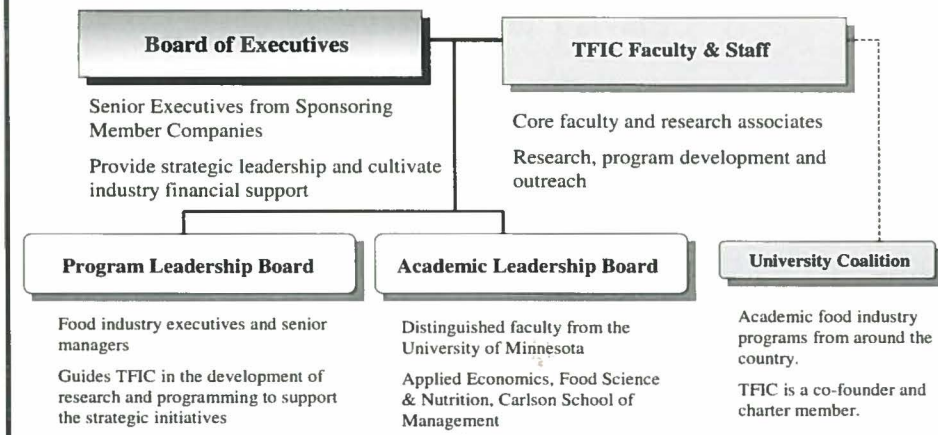 Board of Executives
Senior Executives from Sponsoring
Member Companies
Provide strategic leadership and cultivate
industry financial support
TFIC Faculty & Staff
Core faculty and research associates
Research, program development and
outreach
Program Leadership Board
Food industry executives and senior
managers
Guides TFIC in the development of
research and programming to support
the strategic initiatives
Academic Leadership Board
Distinguished faculty from the
University of Minnesota
Applied Economics, Food Science
& Nutrition, Carlson School of
Management
University Coalition
Academic food industry
programs from around the
country.
TFIC is a co-founder and
charter member.